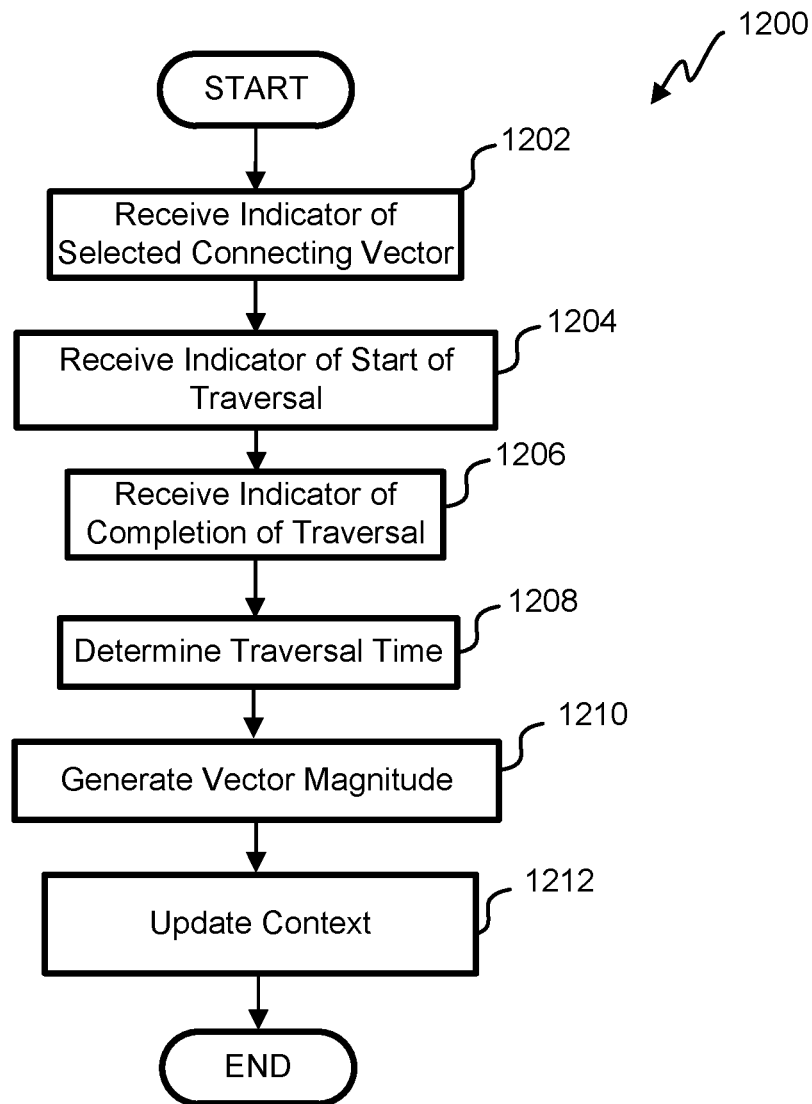 1200
START
1202
Receive Indicator of
Selected Connecting Vector
1204
Receive Indicator of Start of
Traversal
1206
Receive Indicator of
Completion of Traversal
1208
Determine Traversal Time
1210
Generate Vector Magnitude
1212
Update Context
END